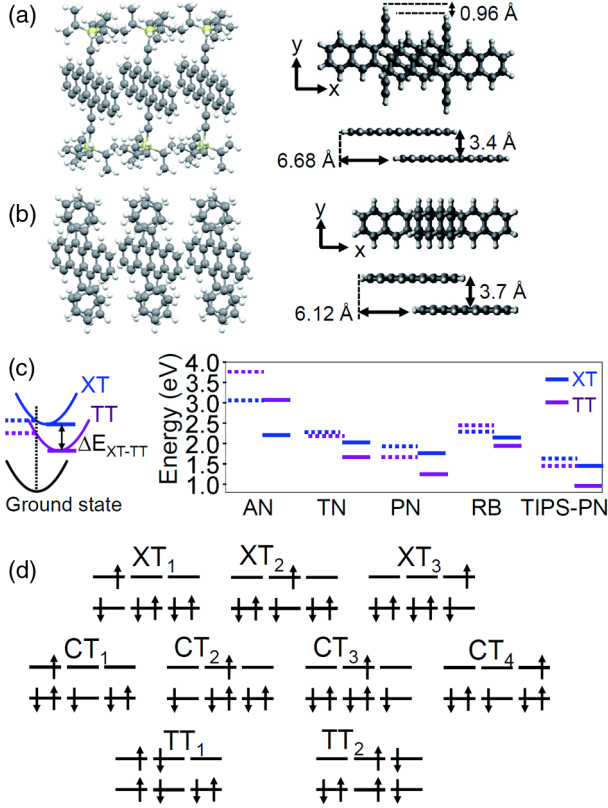 (a)
0.96 Å
y
x
3.4 Å
6.68 Å
(b)
y
x
3.7 Å
6.12 Å
(c)
XT
TT
ΔE_XT-TT
Ground state
Energy (eV)
4.0
3.5
3.0
2.5
2.0
1.5
1.0
XT
TT
AN TN PN RB TIPS-PN
(d)
XT₁ XT₂ XT₃
CT₁ CT₂ CT₃ CT₄
TT₁ TT₂